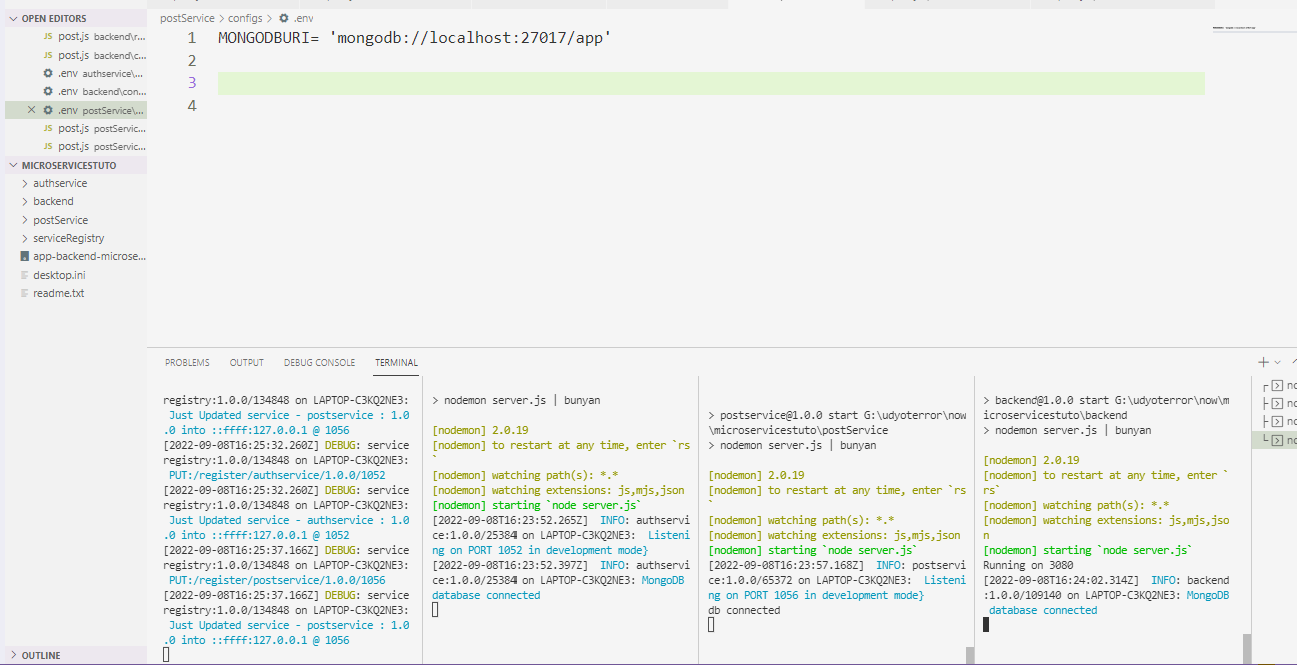 OPEN EDITORS
JS post.js backend\r...
JS post.js backend\c...
.env authservice\...
.env backend\con...
.env postService\...
JS post.js postServic...
JS post.js postServic...
MICROSERVICESTUTO
authservice
backend
postService
serviceRegistry
app-backend-microse...
desktop.ini
readme.txt
OUTLINE
postService > configs > .env
1 MONGODBURI= 'mongodb://localhost:27017/app'
2
3
4
PROBLEMS OUTPUT DEBUG CONSOLE TERMINAL
registry:1.0.0/134848 on LAPTOP-C3KQ2NE3:
Just Updated service - postservice : 1.0
.0 into ::ffff:127.0.0.1 @ 1056
[2022-09-08T16:25:32.260Z] DEBUG: service
registry:1.0.0/134848 on LAPTOP-C3KQ2NE3:
PUT:/register/authservice/1.0.0/1052
[2022-09-08T16:25:32.260Z] DEBUG: service
registry:1.0.0/134848 on LAPTOP-C3KQ2NE3:
Just Updated service - authservice : 1.0
.0 into ::ffff:127.0.0.1 @ 1052
[2022-09-08T16:25:37.166Z] DEBUG: service
registry:1.0.0/134848 on LAPTOP-C3KQ2NE3:
PUT:/register/postservice/1.0.0/1056
[2022-09-08T16:25:37.166Z] DEBUG: service
registry:1.0.0/134848 on LAPTOP-C3KQ2NE3:
Just Updated service - postservice : 1.0
.0 into ::ffff:127.0.0.1 @ 1056
> nodemon server.js | bunyan
[nodemon] 2.0.19
[nodemon] to restart at any time, enter `rs
`
[nodemon] watching path(s): *.*
[nodemon] watching extensions: js,mjs,json
[nodemon] starting `node server.js`
[2022-09-08T16:23:52.265Z] INFO: authservi
ce:1.0.0/25384 on LAPTOP-C3KQ2NE3: Listeni
ng on PORT 1052 in development mode}
[2022-09-08T16:23:52.397Z] INFO: authservi
ce:1.0.0/25384 on LAPTOP-C3KQ2NE3: MongoDB
database connected
> postservice@1.0.0 start G:\udyoterror\now
\microservicestuto\postService
> nodemon server.js | bunyan
[nodemon] 2.0.19
[nodemon] to restart at any time, enter `rs
`
[nodemon] watching path(s): *.*
[nodemon] watching extensions: js,mjs,json
[nodemon] starting `node server.js`
[2022-09-08T16:23:57.168Z] INFO: postservi
ce:1.0.0/65372 on LAPTOP-C3KQ2NE3: Listeni
ng on PORT 1056 in development mode}
db connected
> backend@1.0.0 start G:\udyoterror\now\m
icroservicestuto\backend
> nodemon server.js | bunyan
[nodemon] 2.0.19
[nodemon] to restart at any time, enter `
rs`
[nodemon] watching path(s): *.*
[nodemon] watching extensions: js,mjs,jso
n
[nodemon] starting `node server.js`
Running on 3080
[2022-09-08T16:24:02.314Z] INFO: backend
:1.0.0/109140 on LAPTOP-C3KQ2NE3: MongoDB
database connected